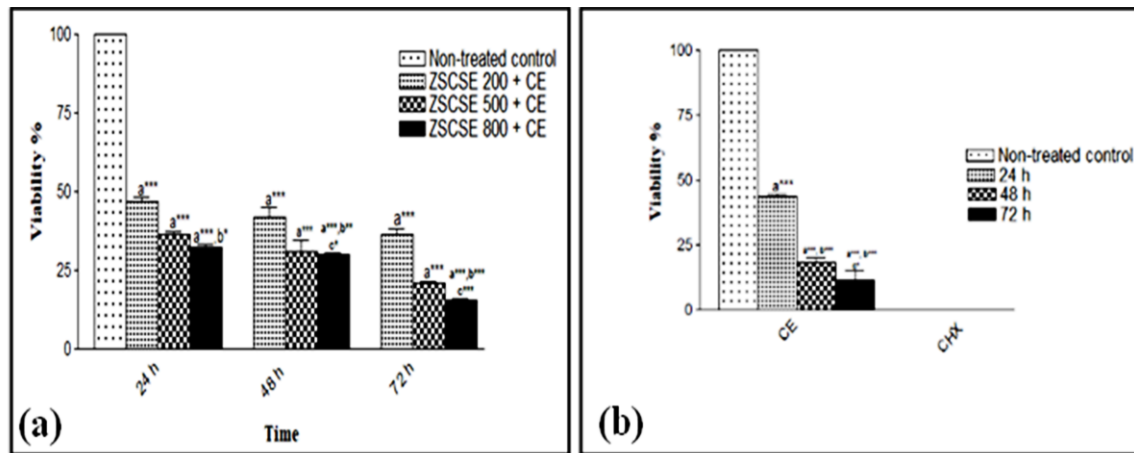 100
75
50
25
0
Viability %
Non-treated control
ZSCSE 200 + CE
ZSCSE 500 + CE
ZSCSE 800 + CE
a***
a***
a***,b*
a***
a***
a***,b**
c*
a***
a***
a***,b***
c***
24 h
48 h
72 h
Time
(a)
100
75
50
25
0
Viability %
Non-treated control
24 h
48 h
72 h
a***
a***, b***
a***, b***
CE
CHX
(b)